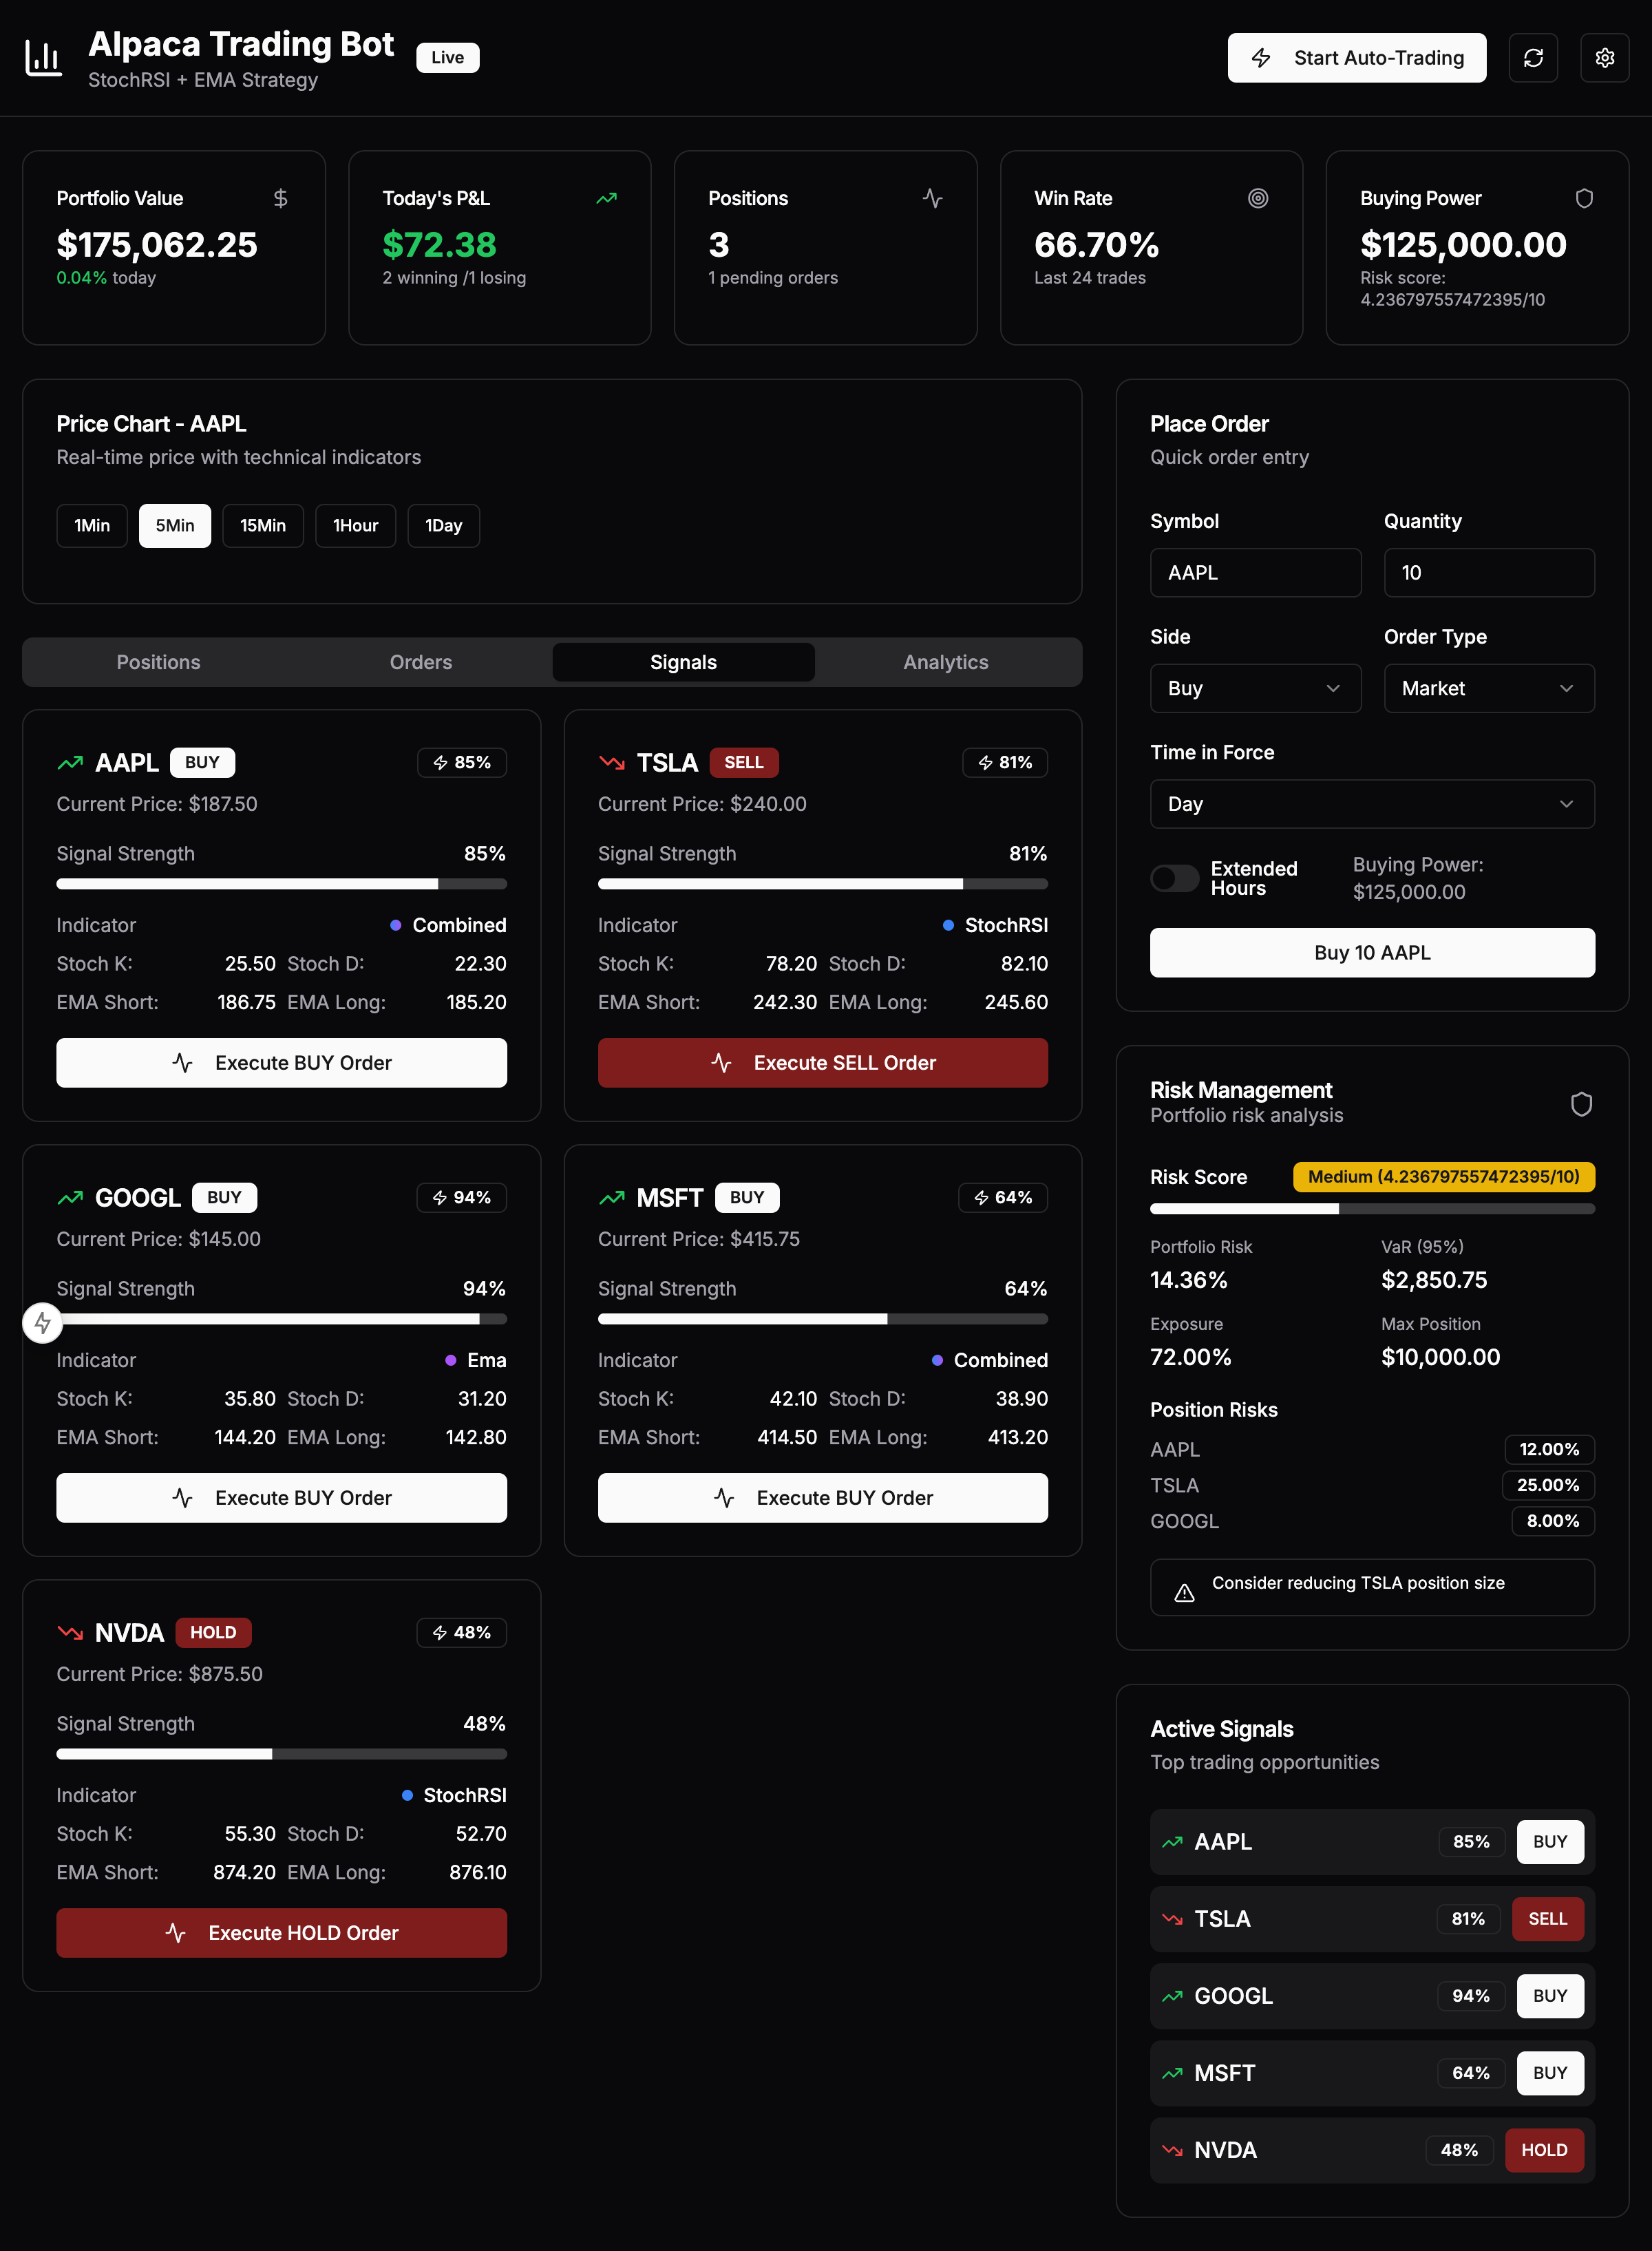 Alpaca Trading Bot
Live
StochRSI + EMA Strategy
Start Auto-Trading
Portfolio Value
$175,062.25
0.04% today
Today's P&L
$72.38
2 winning /1 losing
Positions
3
1 pending orders
Win Rate
66.70%
Last 24 trades
Buying Power
$125,000.00
Risk score:
4.236797557472395/10
Price Chart - AAPL
Real-time price with technical indicators
1Min 5Min 15Min 1Hour 1Day
Positions Orders Signals Analytics
AAPL BUY 85%
Current Price: $187.50
Signal Strength 85%
Indicator Combined
Stoch K: 25.50 Stoch D: 22.30
EMA Short: 186.75 EMA Long: 185.20
Execute BUY Order
TSLA SELL 81%
Current Price: $240.00
Signal Strength 81%
Indicator StochRSI
Stoch K: 78.20 Stoch D: 82.10
EMA Short: 242.30 EMA Long: 245.60
Execute SELL Order
GOOGL BUY 94%
Current Price: $145.00
Signal Strength 94%
Indicator Ema
Stoch K: 35.80 Stoch D: 31.20
EMA Short: 144.20 EMA Long: 142.80
Execute BUY Order
MSFT BUY 64%
Current Price: $415.75
Signal Strength 64%
Indicator Combined
Stoch K: 42.10 Stoch D: 38.90
EMA Short: 414.50 EMA Long: 413.20
Execute BUY Order
NVDA HOLD 48%
Current Price: $875.50
Signal Strength 48%
Indicator StochRSI
Stoch K: 55.30 Stoch D: 52.70
EMA Short: 874.20 EMA Long: 876.10
Execute HOLD Order
Place Order
Quick order entry
Symbol Quantity
AAPL 10
Side Order Type
Buy Market
Time in Force
Day
Extended
Hours
Buying Power:
$125,000.00
Buy 10 AAPL
Risk Management
Portfolio risk analysis
Risk Score Medium (4.236797557472395/10)
Portfolio Risk VaR (95%)
14.36% $2,850.75
Exposure Max Position
72.00% $10,000.00
Position Risks
AAPL 12.00%
TSLA 25.00%
GOOGL 8.00%
Consider reducing TSLA position size
Active Signals
Top trading opportunities
AAPL 85% BUY
TSLA 81% SELL
GOOGL 94% BUY
MSFT 64% BUY
NVDA 48% HOLD